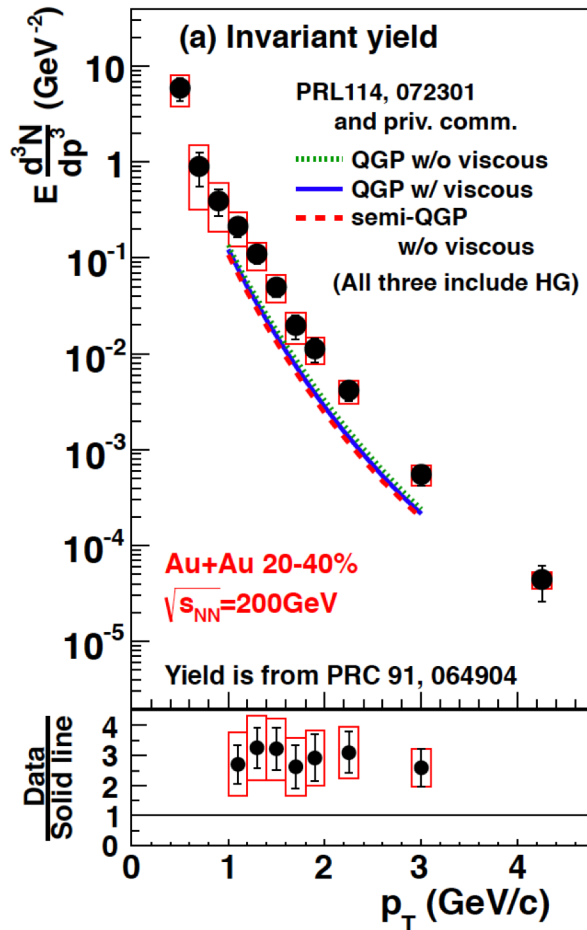 (a) Invariant yield
E d³N/dp³ (GeV⁻²)
PRL114, 072301
and priv. comm.
QGP w/o viscous
QGP w/ viscous
semi-QGP
w/o viscous
(All three include HG)
10
1
10⁻¹
10⁻²
10⁻³
10⁻⁴
10⁻⁵
Au+Au 20-40%
√sNN=200GeV
Yield is from PRC 91, 064904
Data
Solid line
4
3
2
1
0
0 1 2 3 4
pT (GeV/c)